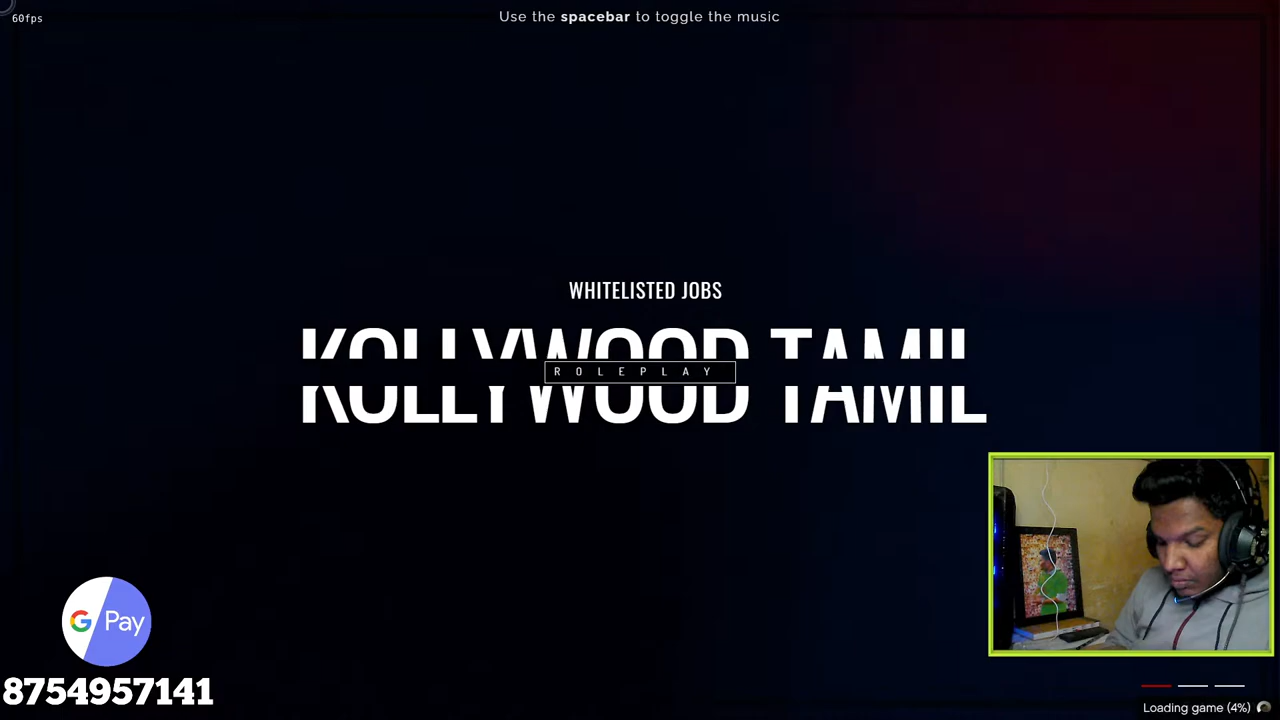 60fps
Use the spacebar to toggle the music
WHITELISTED JOBS
KOLLYWOOD TAMIL
ROLEPLAY
G Pay
8754957141
Loading game (4%)